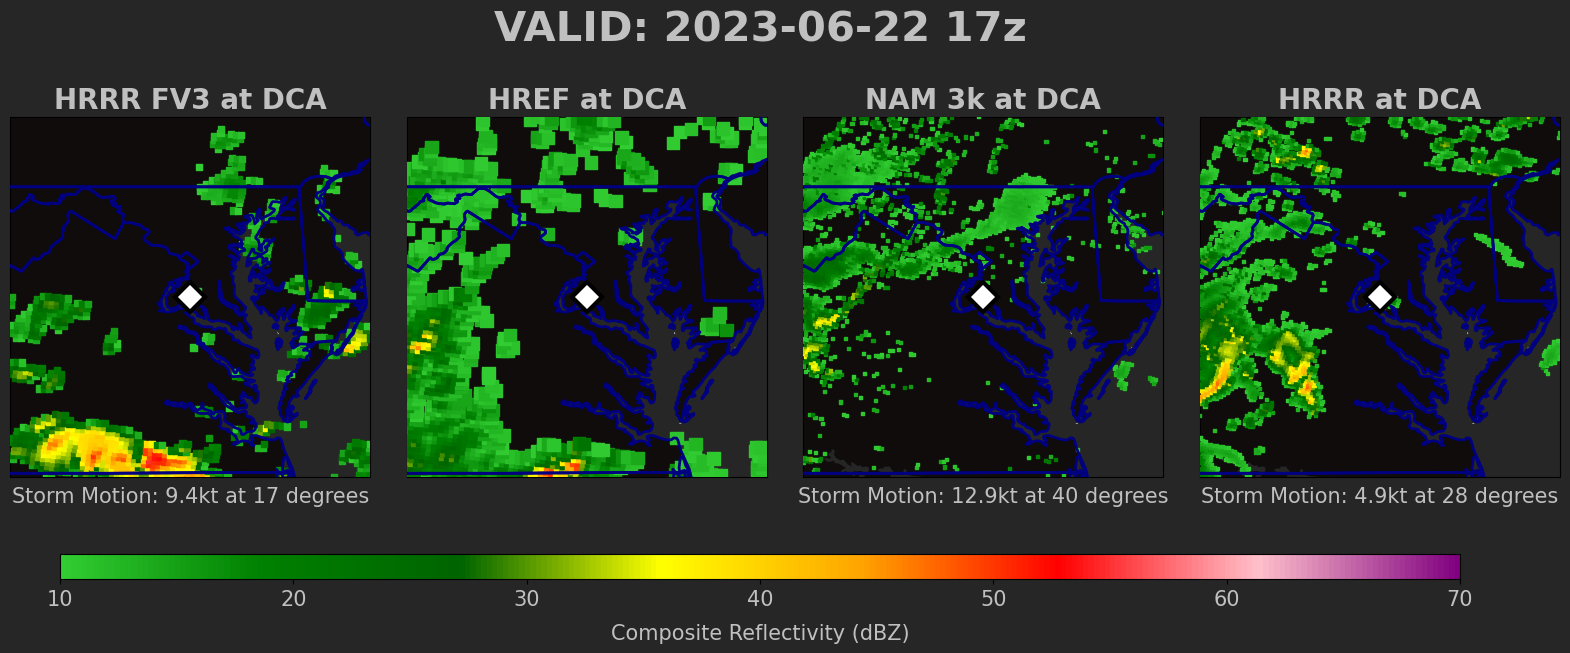 VALID: 2023-06-22 17z
HRRR FV3 at DCA
HREF at DCA
NAM 3k at DCA
HRRR at DCA
Storm Motion: 9.4kt at 17 degrees
Storm Motion: 12.9kt at 40 degrees
Storm Motion: 4.9kt at 28 degrees
10 20 30 40 50 60 70
Composite Reflectivity (dBZ)